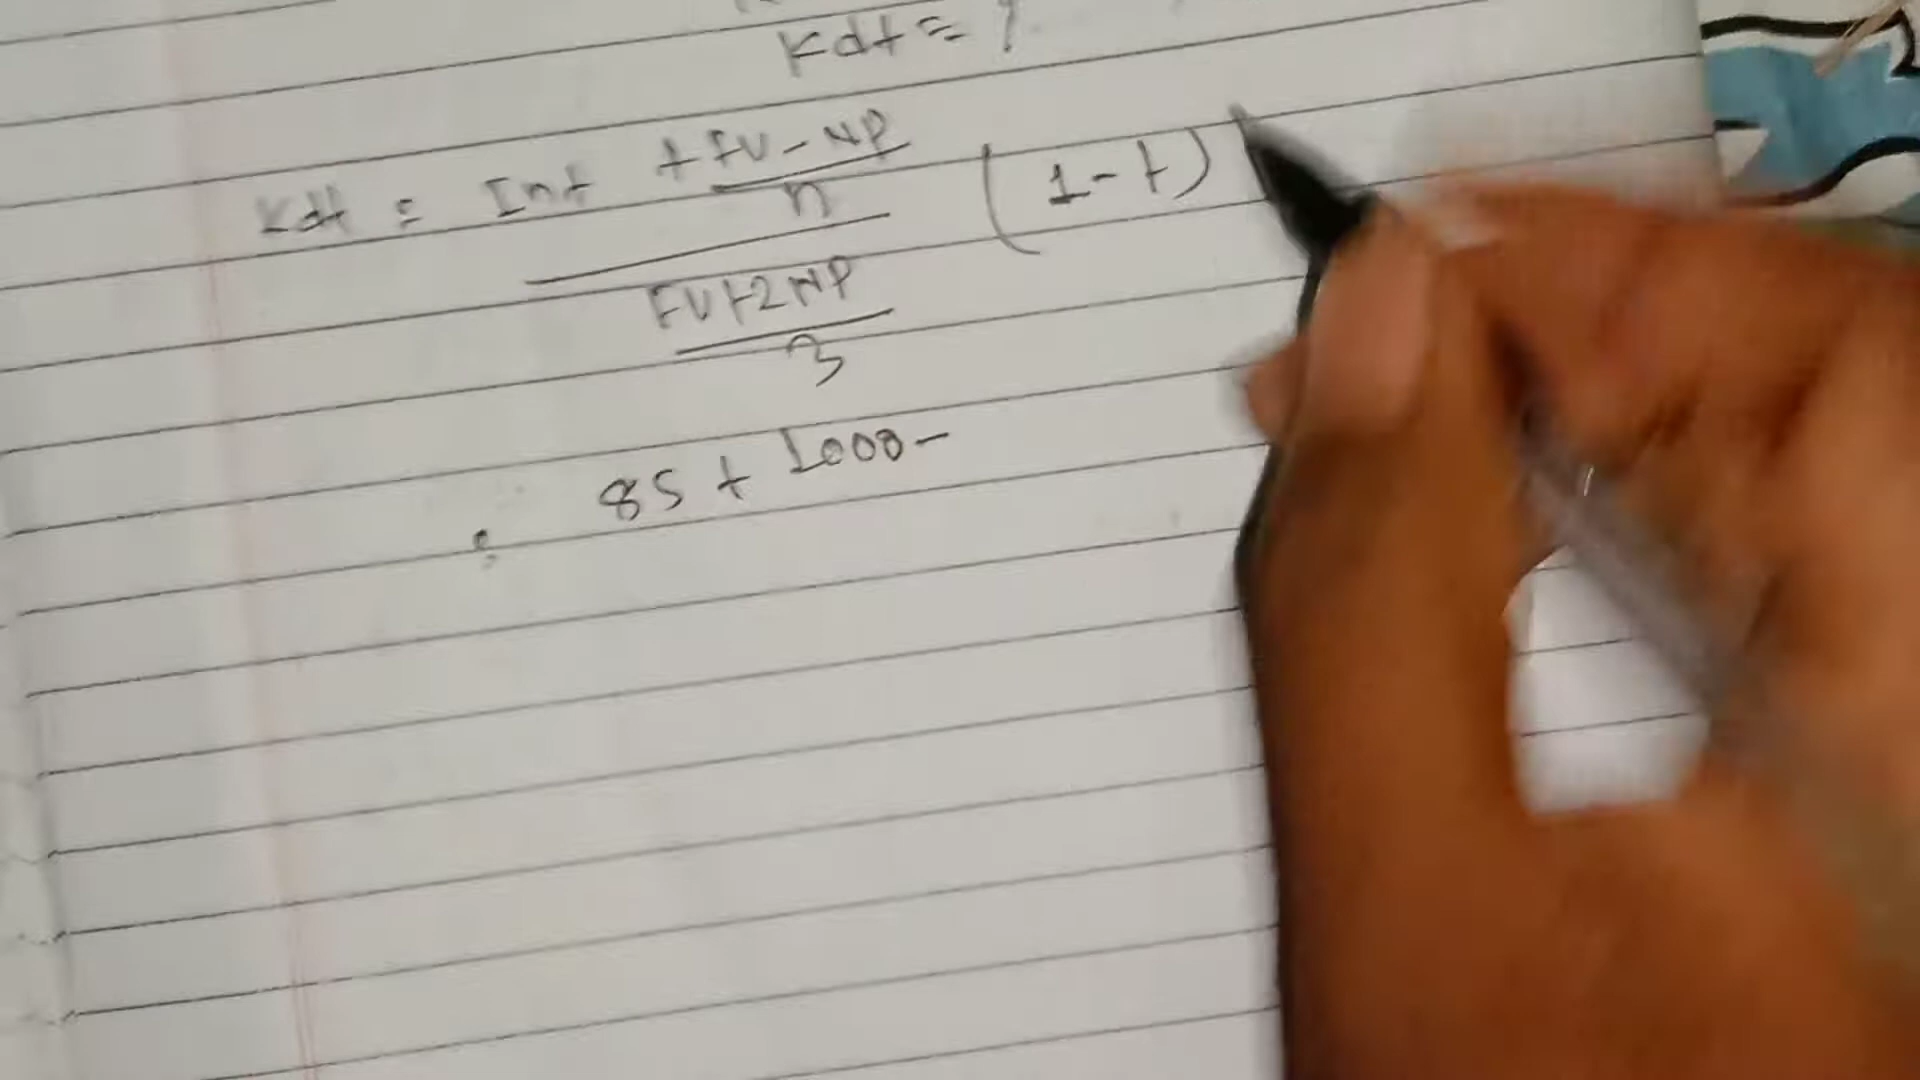 Kdt = ?
Kdt = Int + FV - NP
n
(1-t)
FV+2NP
3
= 85 + 1000-